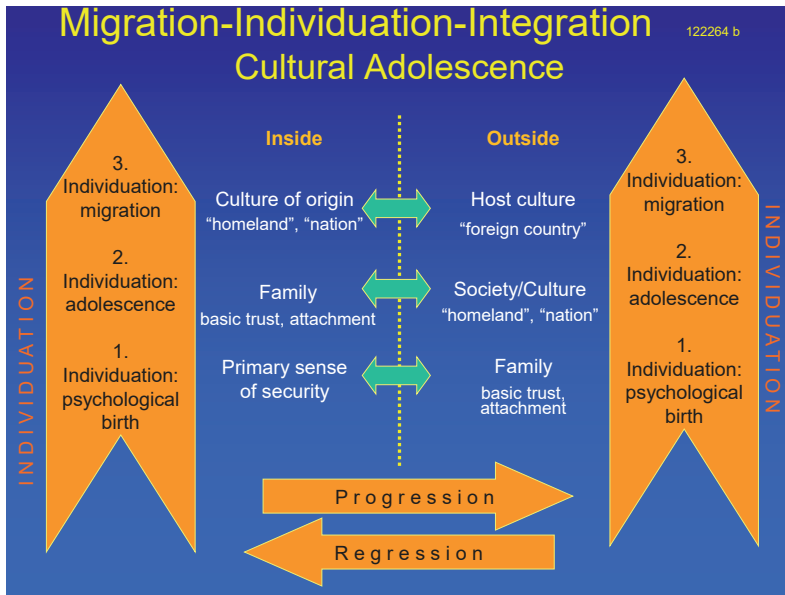 Migration-Individuation-Integration
122264 b
Cultural Adolescence
INDIVIDUATION
3.
Individuation:
migration
2.
Individuation:
adolescence
1.
Individuation:
psychological
birth
Inside
Outside
Culture of origin
“homeland”, “nation”
Host culture
“foreign country”
Family
basic trust, attachment
Society/Culture
“homeland”, “nation”
Primary sense
of security
Family
basic trust,
attachment
3.
Individuation:
migration
2.
Individuation:
adolescence
1.
Individuation:
psychological
birth
INDIVIDUATION
Progression
Regression